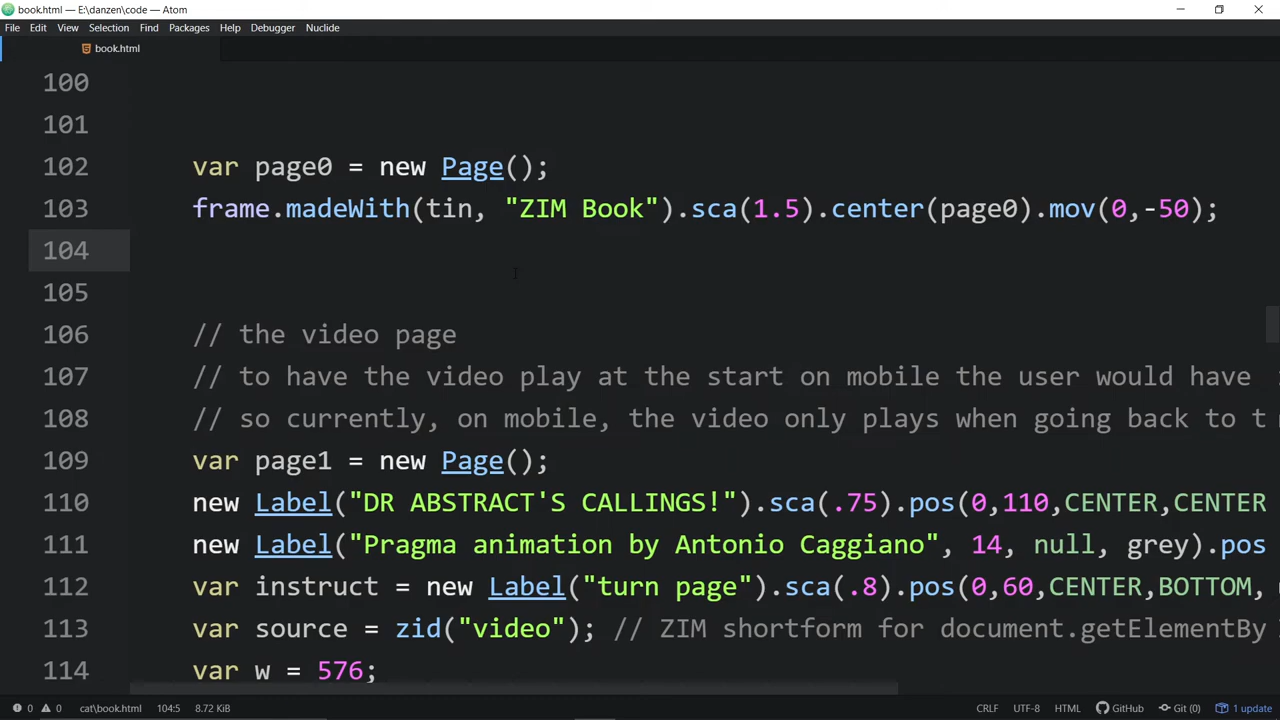 book.html — E:\danzen\code — Atom
File Edit View Selection Find Packages Help Debugger Nuclide
book.html
100
101
102 var page0 = new Page();
103 frame.madeWith(tin, "ZIM Book").sca(1.5).center(page0).mov(0,-50);
104
105
106 // the video page
107 // to have the video play at the start on mobile the user would have
108 // so currently, on mobile, the video only plays when going back to t
109 var page1 = new Page();
110 new Label("DR ABSTRACT'S CALLINGS!").sca(.75).pos(0,110,CENTER,CENTER
111 new Label("Pragma animation by Antonio Caggiano", 14, null, grey).pos
112 var instruct = new Label("turn page").sca(.8).pos(0,60,CENTER,BOTTOM,
113 var source = zid("video"); // ZIM shortform for document.getElementBy
114 var w = 576;
0 0 cat\book.html 104:5 8.72 KiB CRLF UTF-8 HTML GitHub Git (0) 1 update